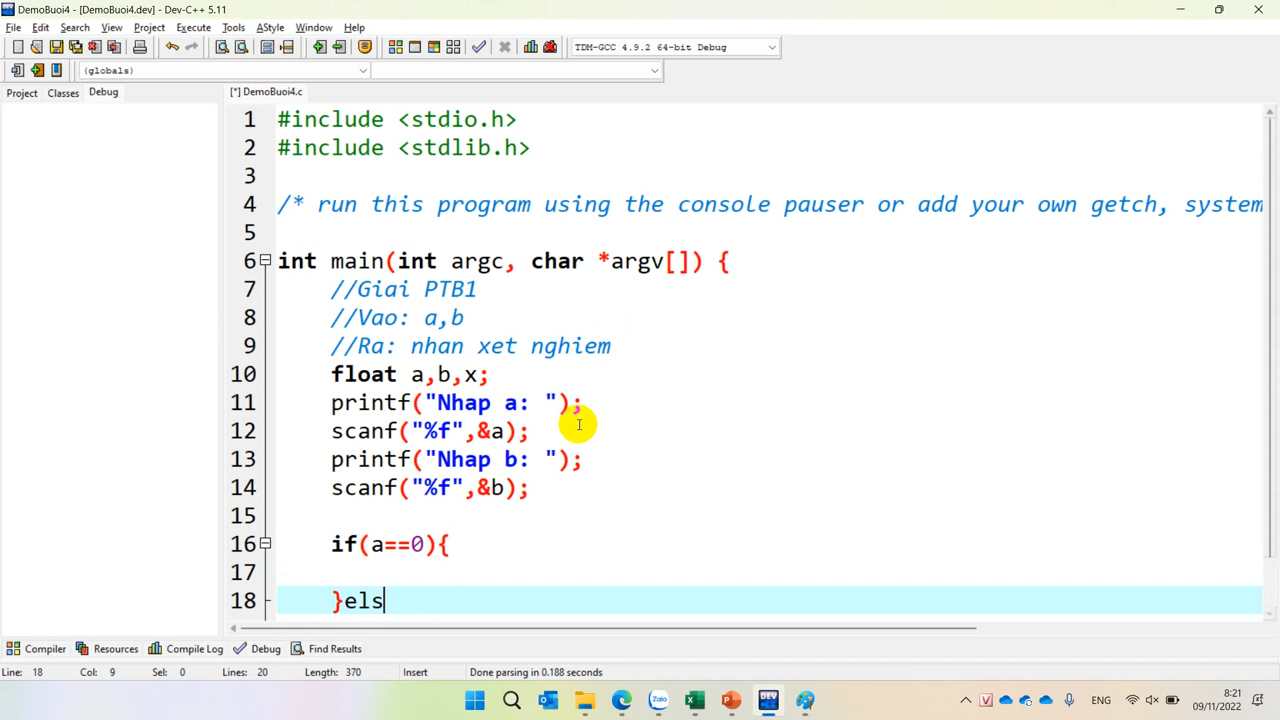 DemoBuoi4 - [DemoBuoi4.dev] - Dev-C++ 5.11
File Edit Search View Project Execute Tools AStyle Window Help
TDM-GCC 4.9.2 64-bit Debug
(globals)
Project Classes Debug
[*] DemoBuoi4.c
1 #include <stdio.h>
2 #include <stdlib.h>
3
4 /* run this program using the console pauser or add your own getch, system
5
6 int main(int argc, char *argv[]) {
7 //Giai PTB1
8 //Vao: a,b
9 //Ra: nhan xet nghiem
10 float a,b,x;
11 printf("Nhap a: ");
12 scanf("%f",&a);
13 printf("Nhap b: ");
14 scanf("%f",&b);
15
16 if(a==0){
17
18 }els
Compiler Resources Compile Log Debug Find Results
Line: 18 Col: 9 Sel: 0 Lines: 20 Length: 370 Insert Done parsing in 0.188 seconds
Zalo
DEV
ENG
8:21
09/11/2022